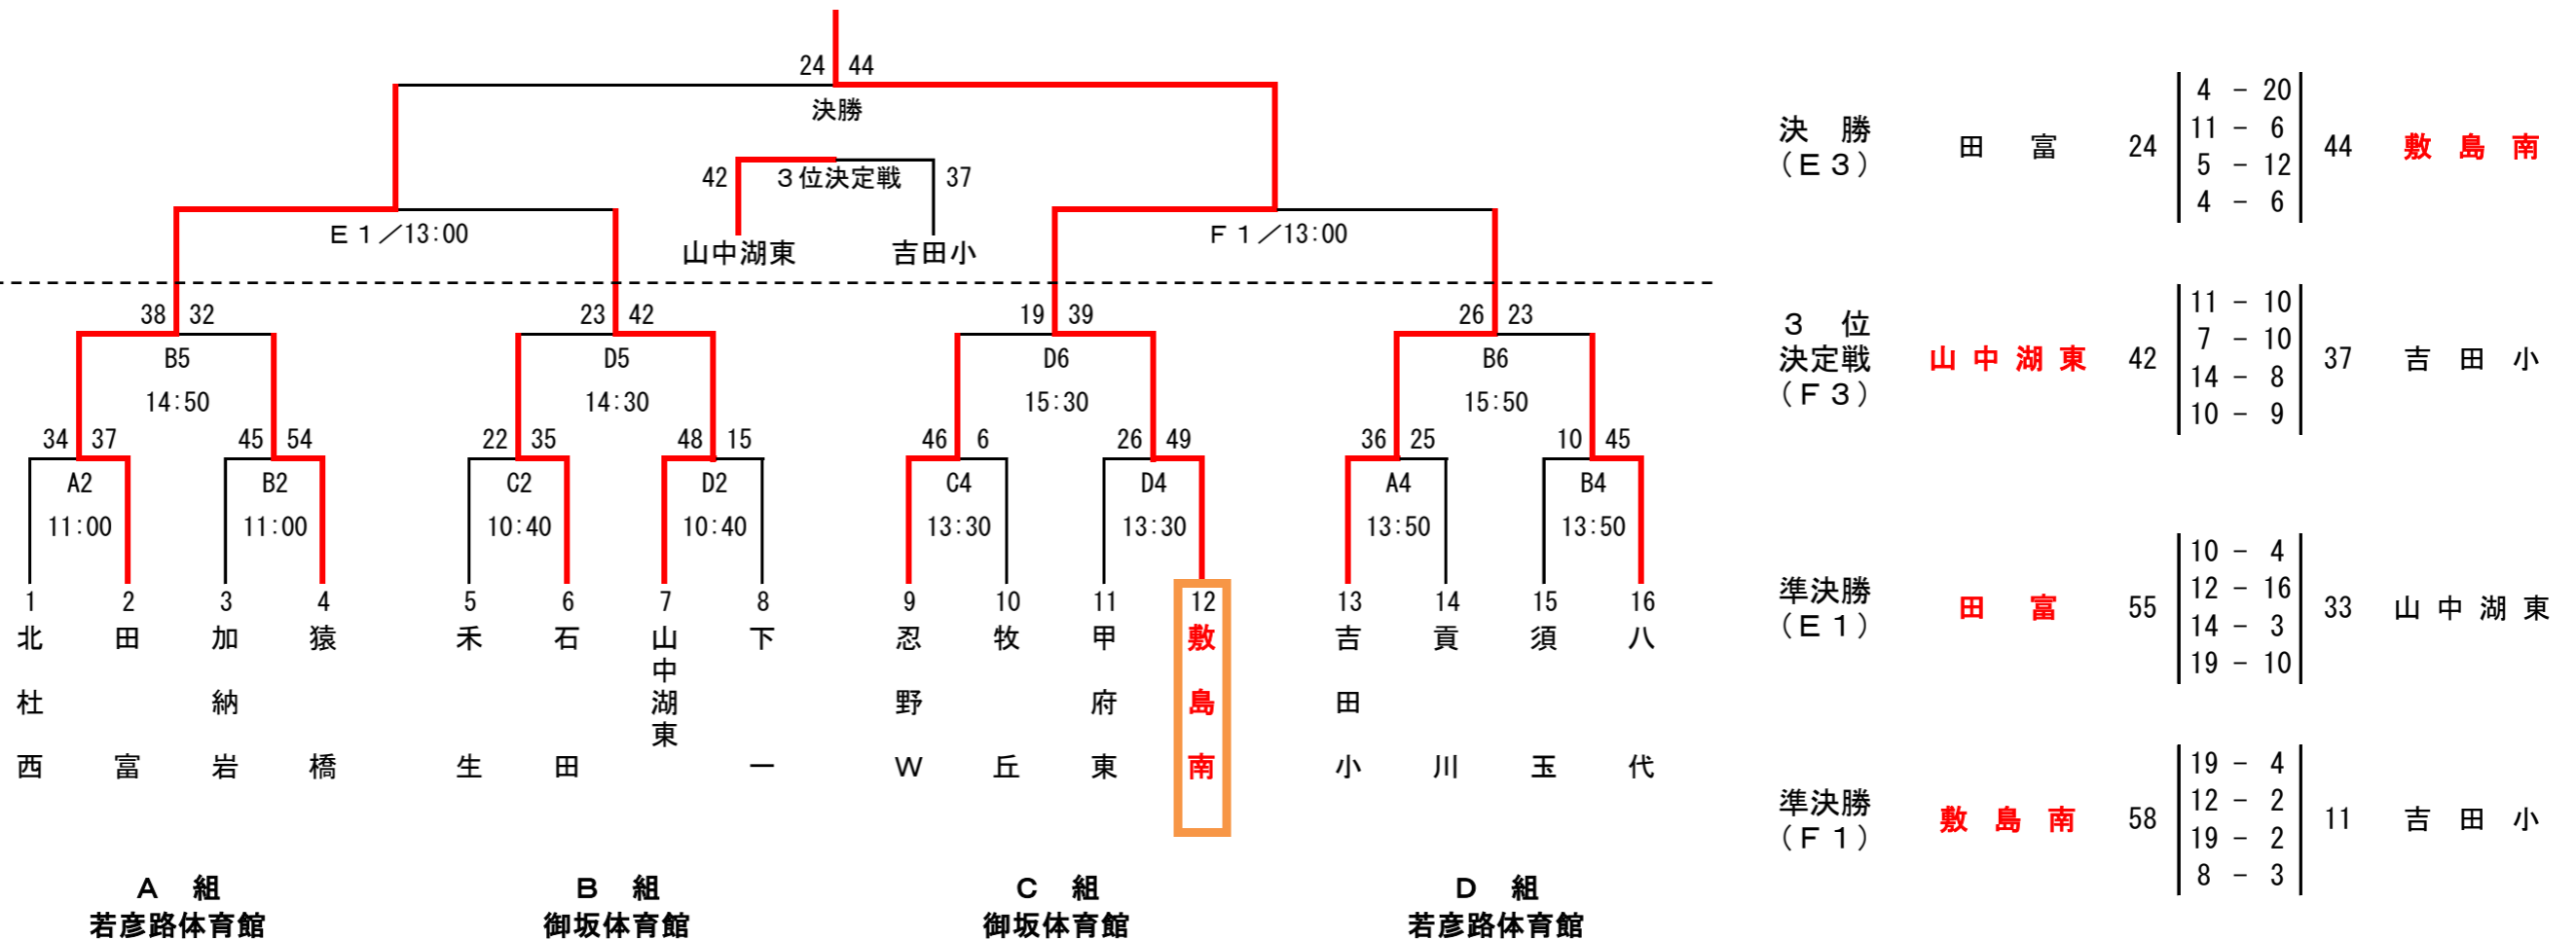 24 44
決勝
42 3位決定戦 37
山中湖東 吉田小
E1/13:00 F1/13:00
38 32 23 42 19 39 26 23
B5 D5 D6 B6
14:50 14:30 15:30 15:50
34 37 45 54 22 35 48 15 46 6 26 49 36 25 10 45
A2 B2 C2 D2 C4 D4 A4 B4
11:00 11:00 10:40 10:40 13:30 13:30 13:50 13:50
1 2 3 4 5 6 7 8 9 10 11 12 13 14 15 16
北杜西
田富
加納岩
猿橋
禾生
石田
山中湖東
下一
忍野W
牧丘
甲府東
敷島南
吉田小
貢川
須玉
八代
A 組 B 組 C 組 D 組
若彦路体育館 御坂体育館 御坂体育館 若彦路体育館
決 勝
(E3)
田 富 24
4 - 20
11 - 6
5 - 12
4 - 6
44 敷 島 南
3 位
決定戦
(F3)
山 中 湖 東 42
11 - 10
7 - 10
14 - 8
10 - 9
37 吉 田 小
準決勝
(E1)
田 富 55
10 - 4
12 - 16
14 - 3
19 - 10
33 山 中 湖 東
準決勝
(F1)
敷 島 南 58
19 - 4
12 - 2
19 - 2
8 - 3
11 吉 田 小